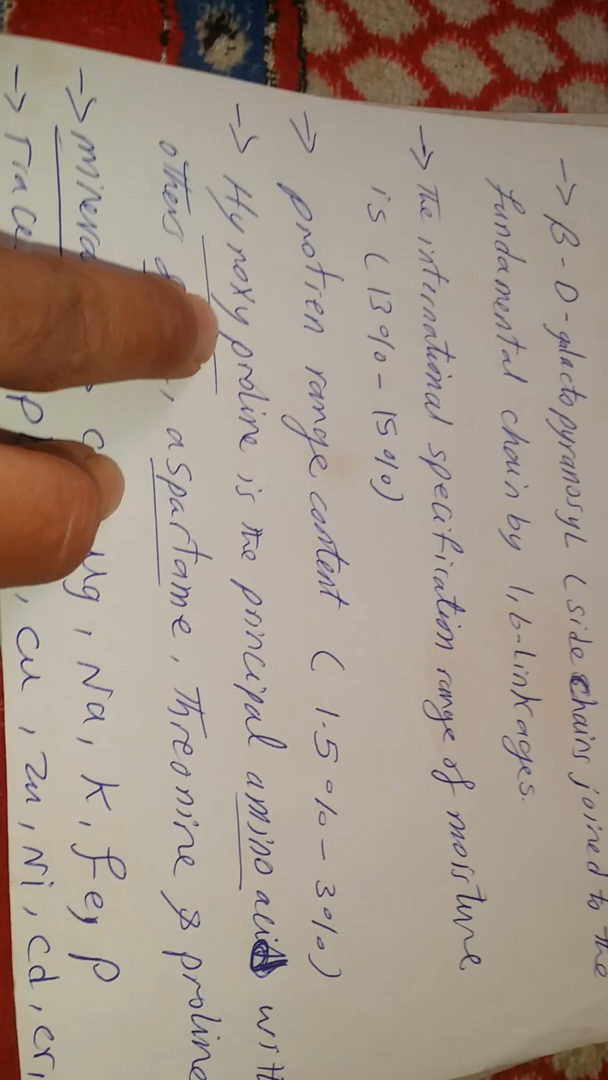 → β-D-galactopyranosyl (side chains joined to the
fundamental chain by 1,6-linkages.
→ The international specification range of moisture
is (13% - 15%)
→ protien range content (1.5% - 3%)
→ Hyroxyproline is the principal amino acid
others , aspartame, Threonine & proline
→ Mg, Na, K, fe, p
→ Trace , cu, zn, Ni, cd, cr,